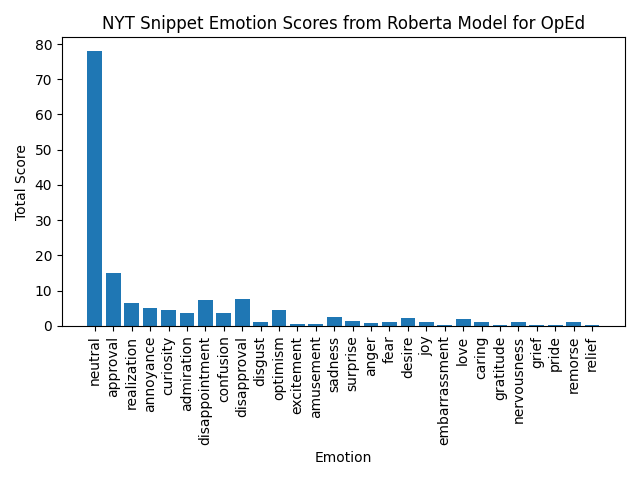 NYT Snippet Emotion Scores from Roberta Model for OpEd
Total Score
80
70
60
50
40
30
20
10
0
neutral
approval
realization
annoyance
curiosity
admiration
disappointment
confusion
disapproval
disgust
optimism
excitement
amusement
sadness
surprise
anger
fear
desire
joy
embarrassment
love
caring
gratitude
nervousness
grief
pride
remorse
relief
Emotion